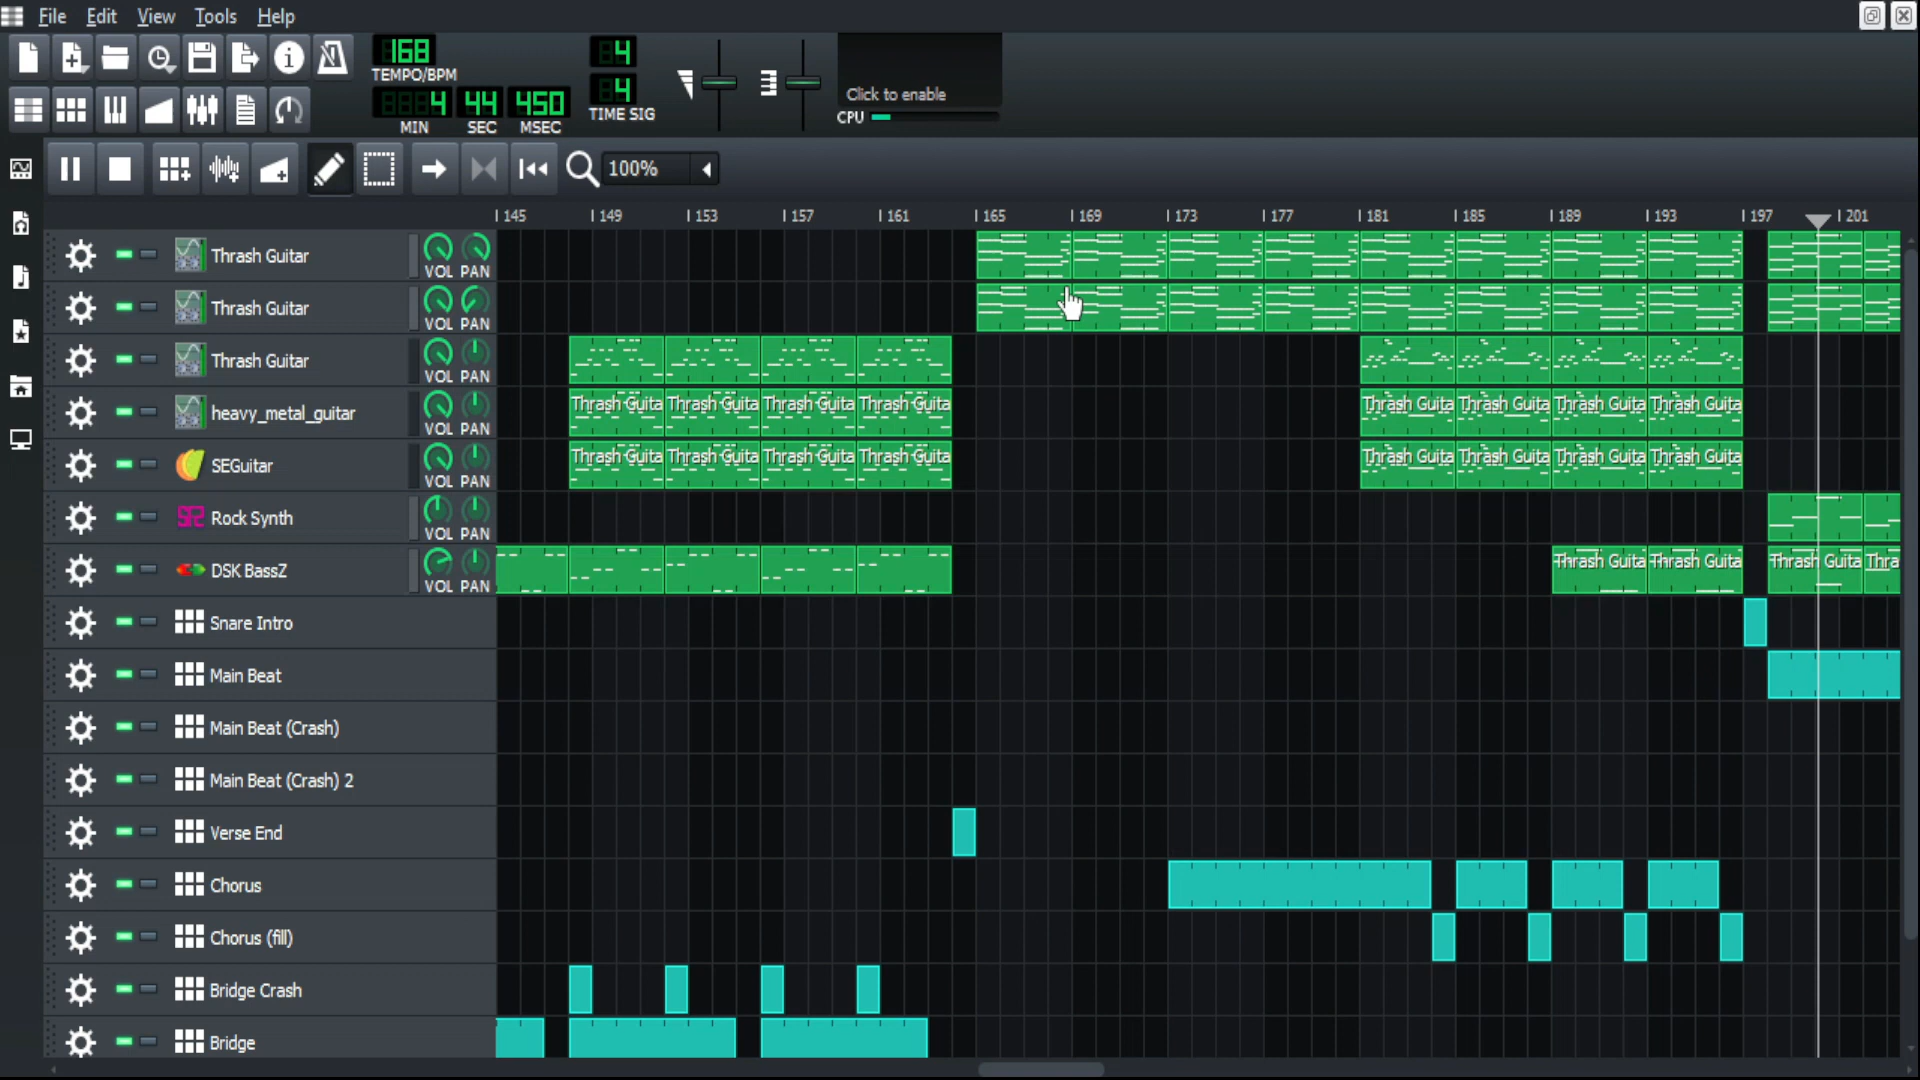 File Edit View Tools Help
168
TEMPO/BPM
4 44 450
MIN SEC MSEC
4
4
TIME SIG
Click to enable
CPU
100%
145 149 153 157 161 165 169 173 177 181 185 189 193 197 201
Thrash Guitar VOL PAN
Thrash Guitar VOL PAN
Thrash Guitar VOL PAN
heavy_metal_guitar VOL PAN Thrash Guita Thrash Guita Thrash Guita Thrash Guita Thrash Guita Thrash Guita Thrash Guita Thrash Guita
SEGuitar VOL PAN Thrash Guita Thrash Guita Thrash Guita Thrash Guita Thrash Guita Thrash Guita Thrash Guita Thrash Guita
Rock Synth VOL PAN
DSK BassZ VOL PAN Thrash Guita Thrash Guita Thrash Guita Thra
Snare Intro
Main Beat
Main Beat (Crash)
Main Beat (Crash) 2
Verse End
Chorus
Chorus (fill)
Bridge Crash
Bridge